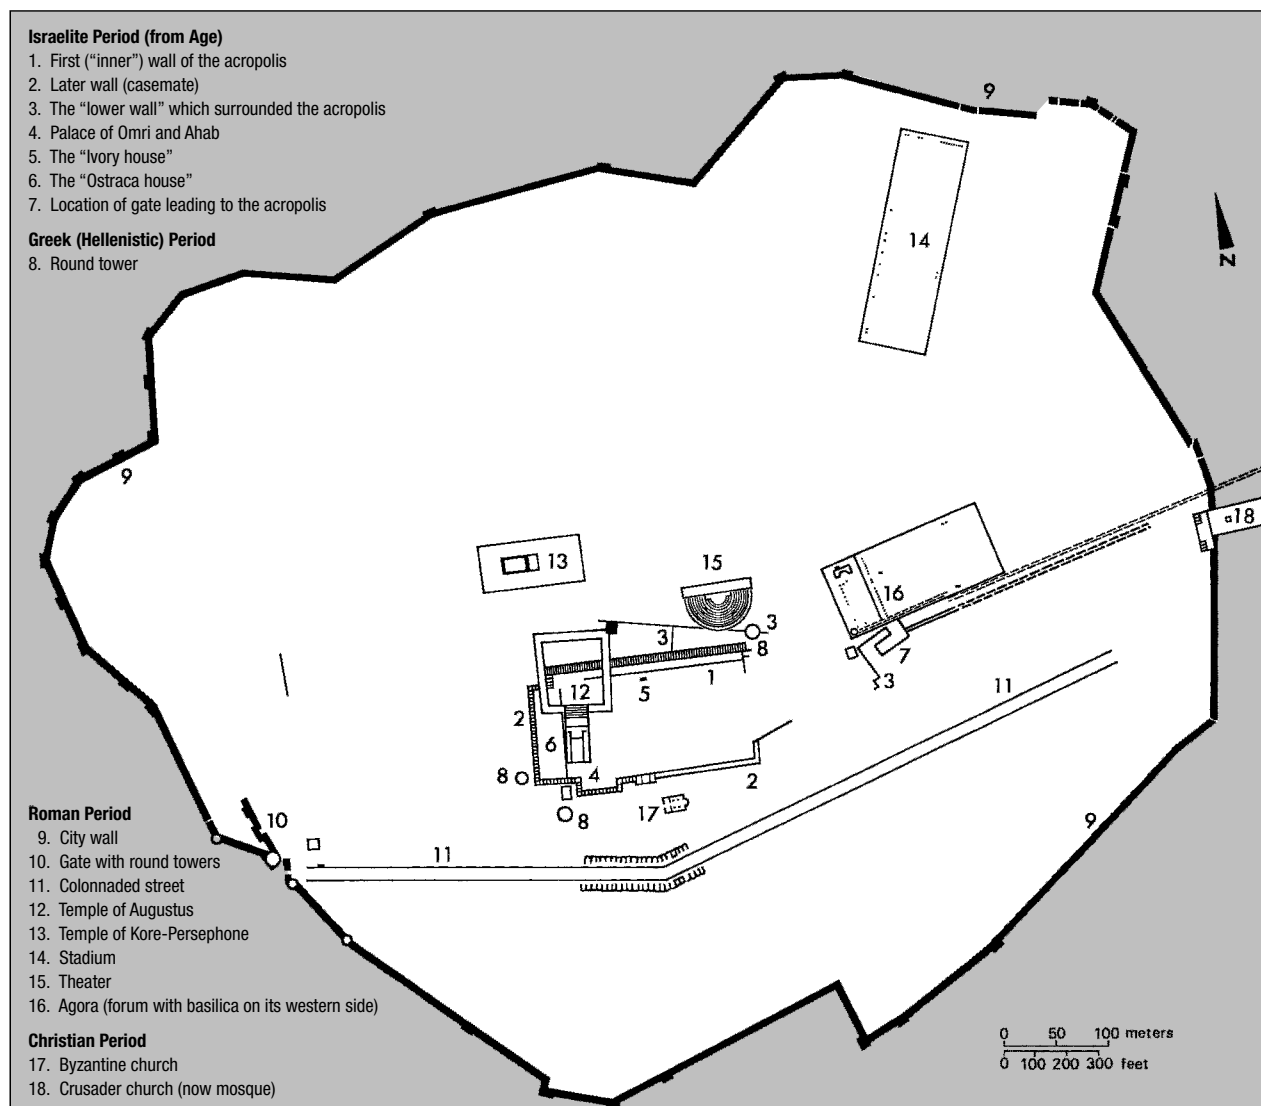 Israelite Period (from Age)
1. First (“inner”) wall of the acropolis
2. Later wall (casemate)
3. The “lower wall” which surrounded the acropolis
4. Palace of Omri and Ahab
5. The “Ivory house”
6. The “Ostraca house”
7. Location of gate leading to the acropolis
Greek (Hellenistic) Period
8. Round tower
9
14
N
9
18
13
15
16
3
3
8
7
5
1
3
12
11
2
6
8
4
2
17
8
Roman Period
9. City wall
10. Gate with round towers
11. Colonnaded street
12. Temple of Augustus
13. Temple of Kore-Persephone
14. Stadium
15. Theater
16. Agora (forum with basilica on its western side)
Christian Period
17. Byzantine church
18. Crusader church (now mosque)
10
11
9
0 50 100 meters
0 100 200 300 feet